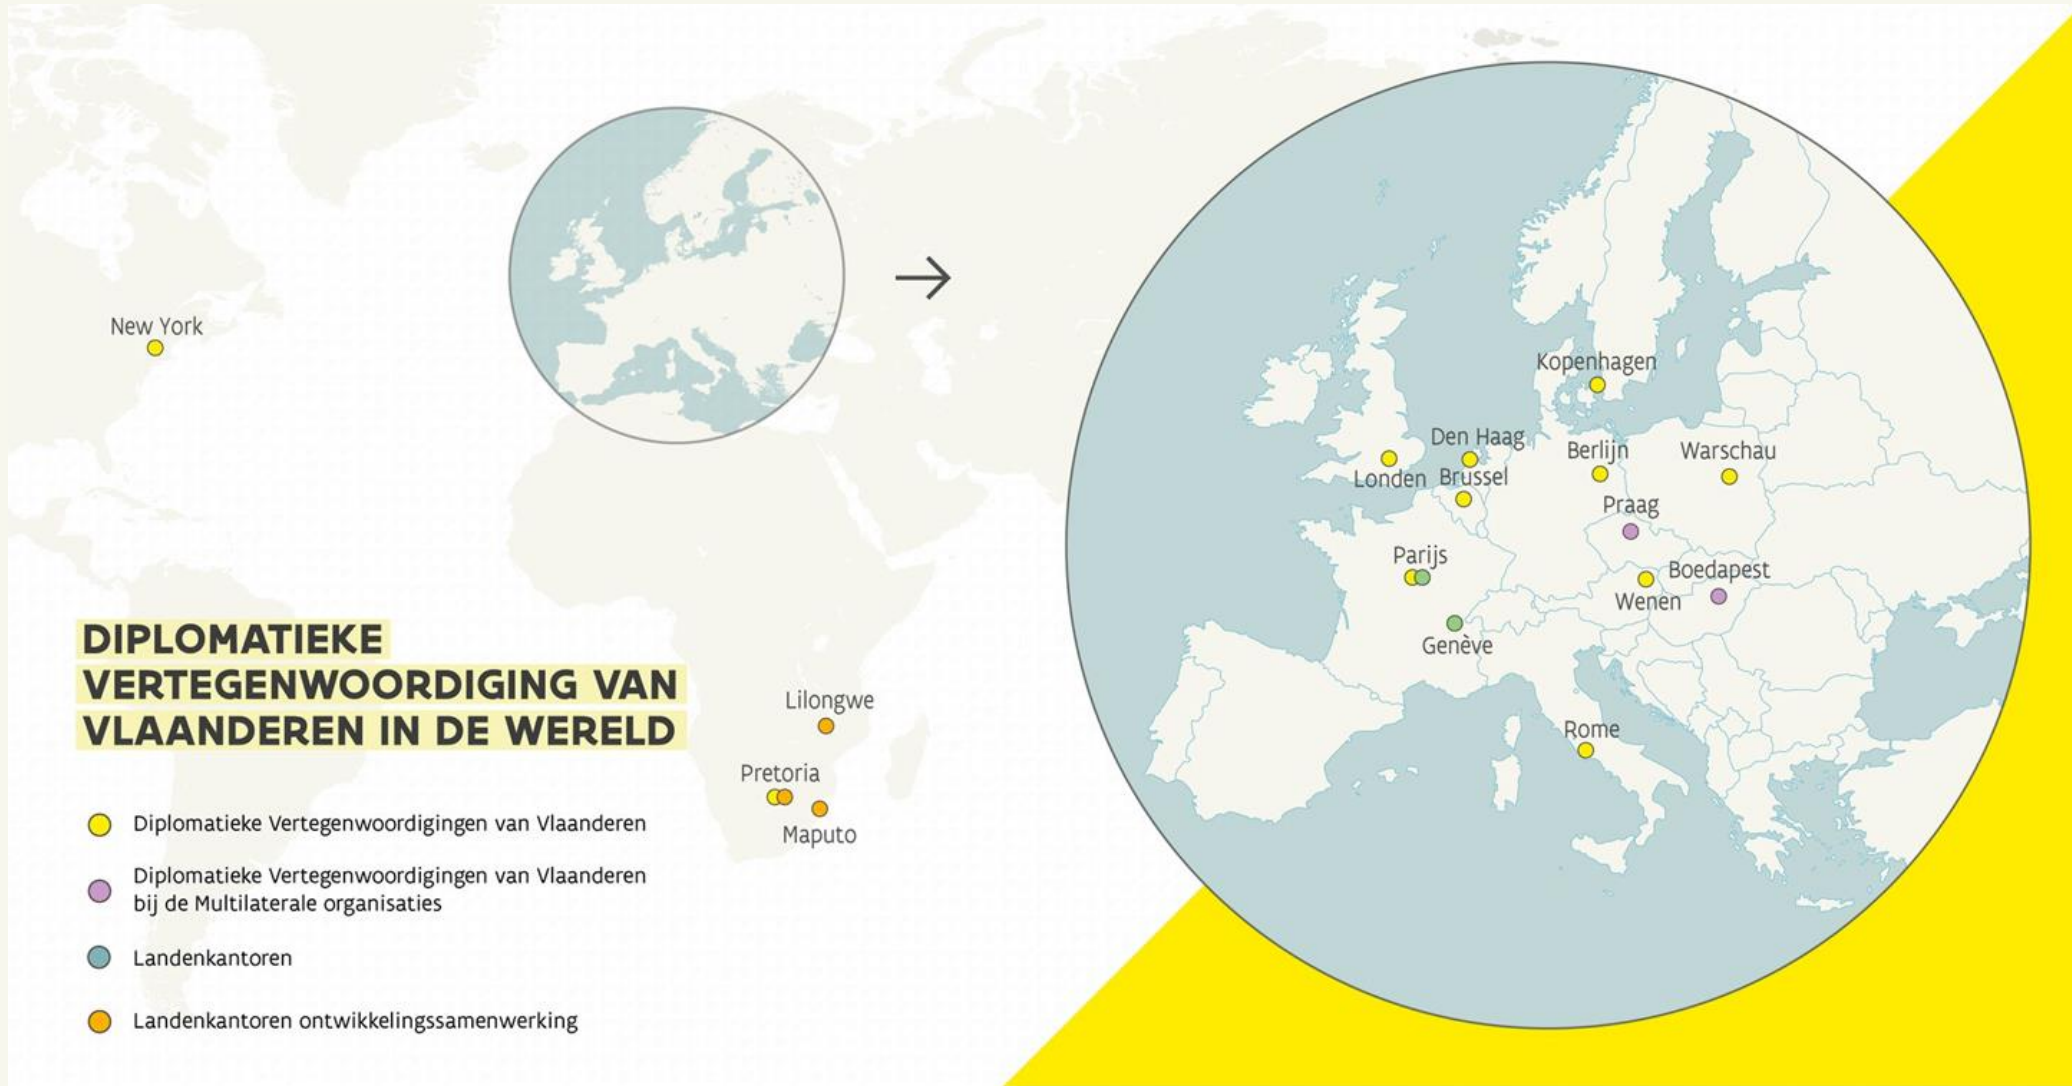 New York
DIPLOMATIEKE
VERTEGENWOORDIGING VAN
VLAANDEREN IN DE WERELD
Diplomatieke Vertegenwoordigingen van Vlaanderen
Diplomatieke Vertegenwoordigingen van Vlaanderen
bij de Multilaterale organisaties
Landenkantoren
Landenkantoren ontwikkelingssamenwerking
Lilongwe
Pretoria
Maputo
Kopenhagen
Den Haag
Berlijn
Warschau
Londen
Brussel
Praag
Parijs
Boedapest
Wenen
Genève
Rome